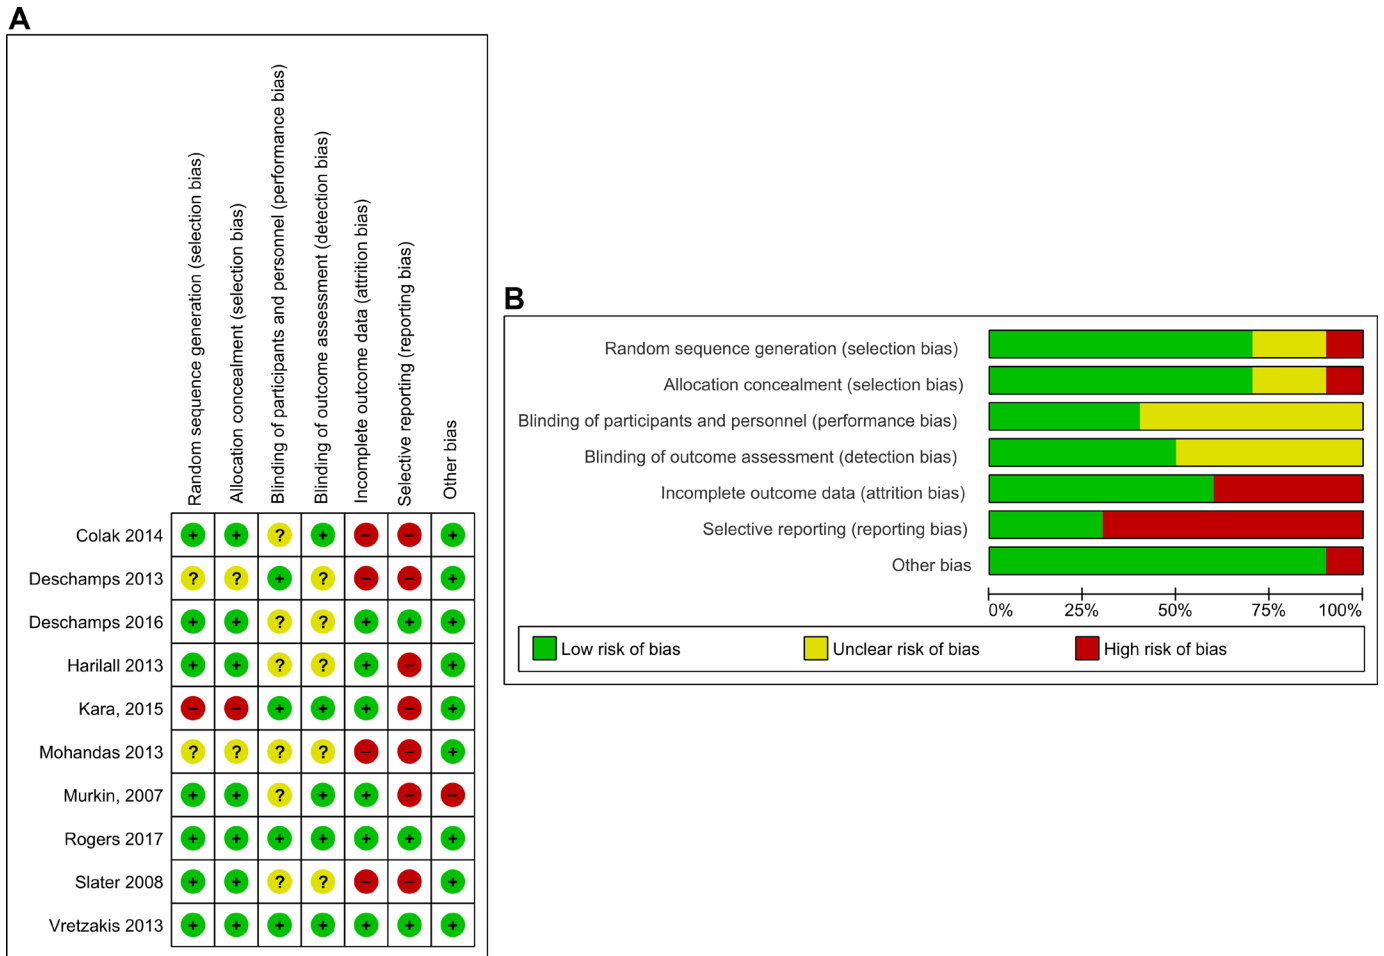 A
Random sequence generation (selection bias)
Allocation concealment (selection bias)
Blinding of participants and personnel (performance bias)
Blinding of outcome assessment (detection bias)
Incomplete outcome data (attrition bias)
Selective reporting (reporting bias)
Other bias
Colak 2014 + + ? + − − +
Deschamps 2013 ? ? + ? − − +
Deschamps 2016 + + ? ? + + +
Harilall 2013 + + ? ? + − +
Kara, 2015 − − + + + − +
Mohandas 2013 ? ? ? ? − − +
Murkin, 2007 + + ? + + − −
Rogers 2017 + + + + + + +
Slater 2008 + + ? ? − − +
Vretzakis 2013 + + + + + + +
B
Random sequence generation (selection bias)
Allocation concealment (selection bias)
Blinding of participants and personnel (performance bias)
Blinding of outcome assessment (detection bias)
Incomplete outcome data (attrition bias)
Selective reporting (reporting bias)
Other bias
0% 25% 50% 75% 100%
Low risk of bias Unclear risk of bias High risk of bias